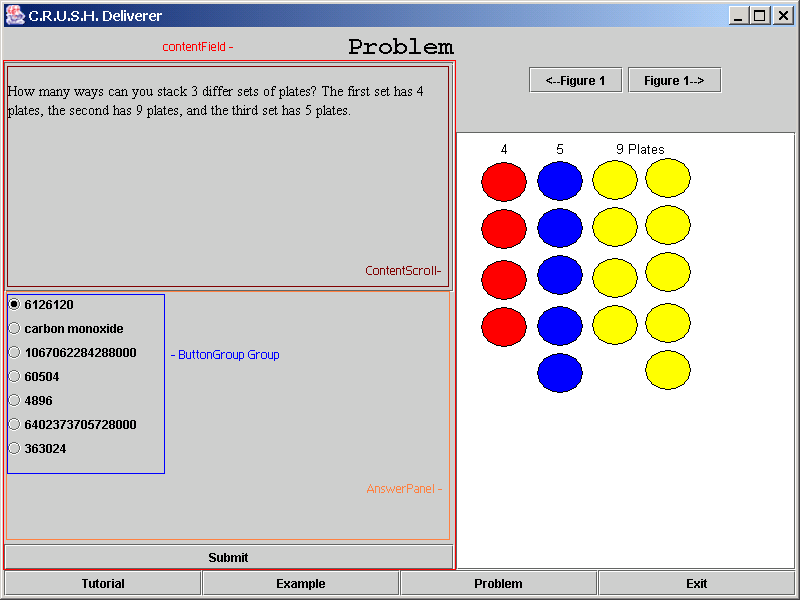 C.R.U.S.H. Deliverer
contentField -
Problem
<--Figure 1
Figure 1-->
How many ways can you stack 3 differ sets of plates? The first set has 4
plates, the second has 9 plates, and the third set has 5 plates.
ContentScroll-
4
5
9 Plates
6126120
carbon monoxide
1067062284288000
60504
4896
6402373705728000
363024
- ButtonGroup Group
AnswerPanel -
Submit
Tutorial
Example
Problem
Exit